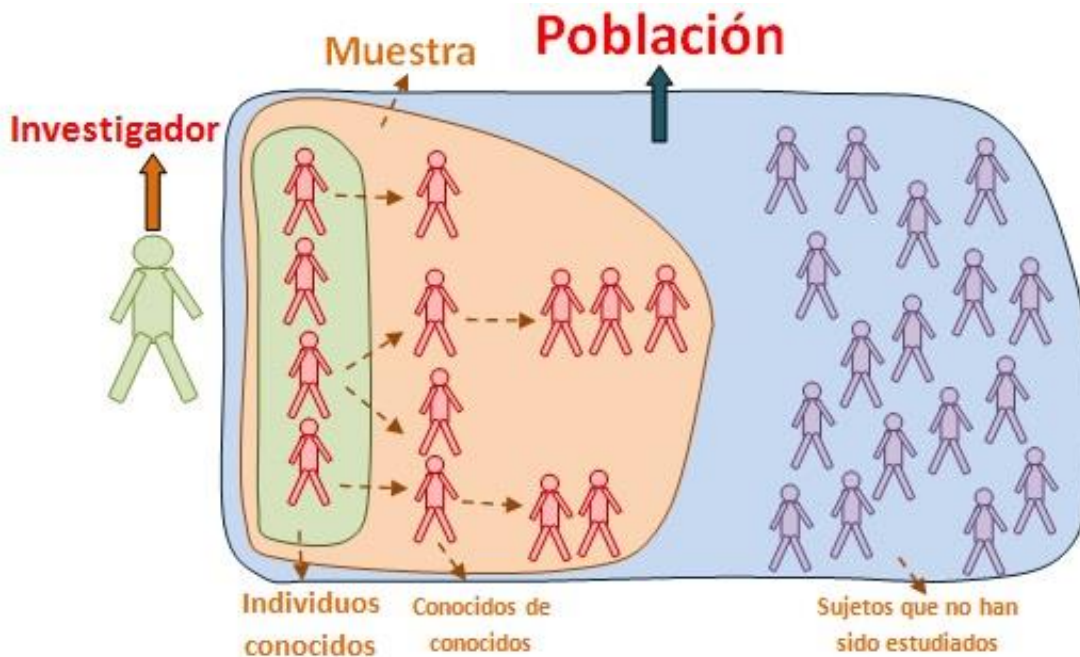 Población
Muestra
Investigador
Individuos
conocidos
Conocidos de
conocidos
Sujetos que no han
sido estudiados